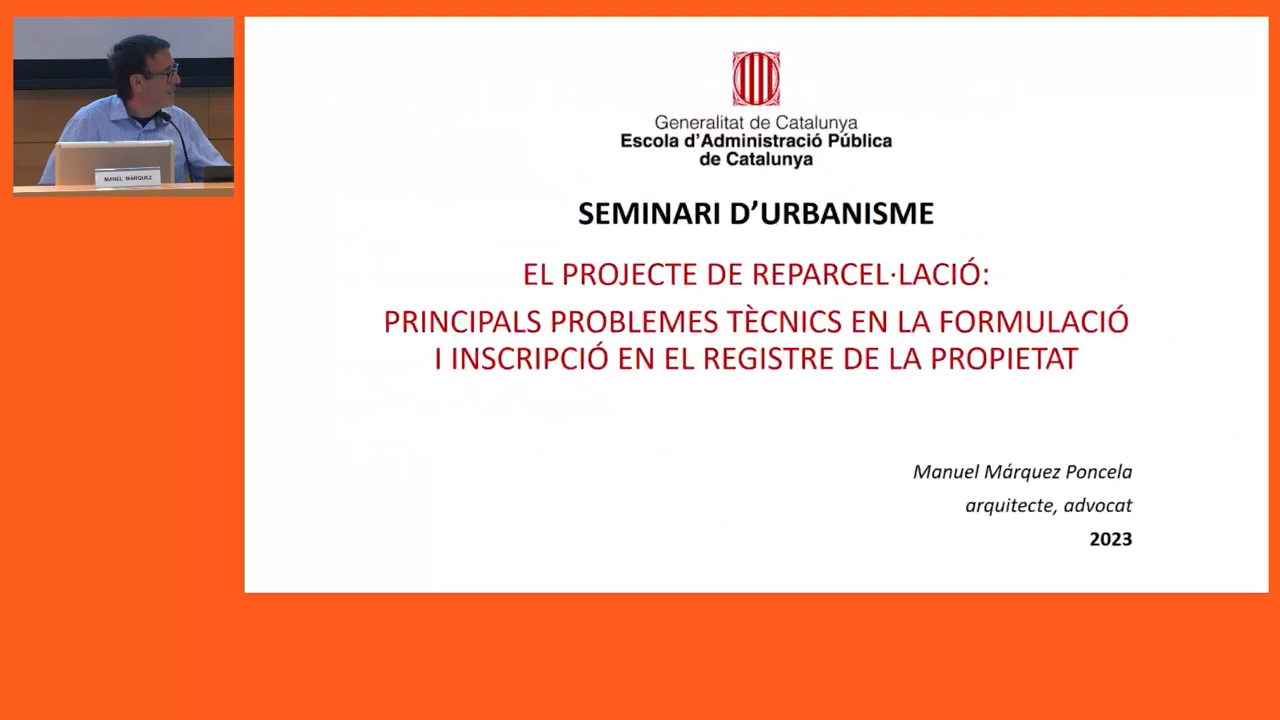 MANEL MÁRQUEZ
Generalitat de Catalunya
Escola d'Administració Pública
de Catalunya
SEMINARI D'URBANISME
EL PROJECTE DE REPARCEL·LACIÓ:
PRINCIPALS PROBLEMES TÈCNICS EN LA FORMULACIÓ
I INSCRIPCIÓ EN EL REGISTRE DE LA PROPIETAT
Manuel Márquez Poncela
arquitecte, advocat
2023